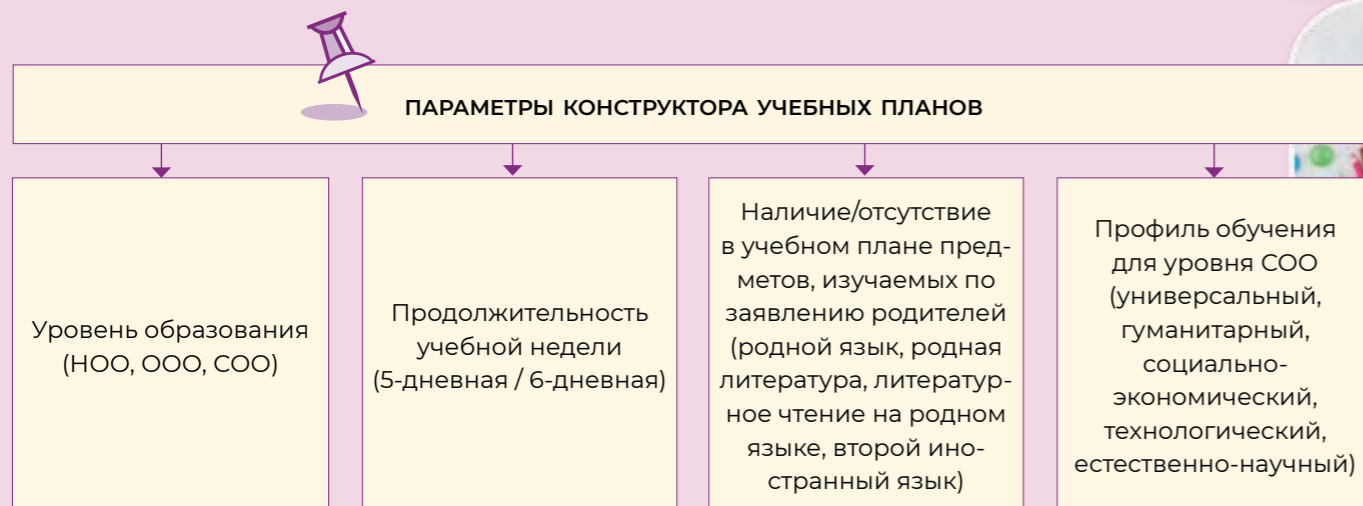 ПАРАМЕТРЫ КОНСТРУКТОРА УЧЕБНЫХ ПЛАНОВ
Уровень образования
(НОО, ООО, СОО)
Продолжительность
учебной недели
(5-дневная / 6-дневная)
Наличие/отсутствие
в учебном плане пред-
метов, изучаемых по
заявлению родителей
(родной язык, родная
литература, литератур-
ное чтение на родном
языке, второй ино-
странный язык)
Профиль обучения
для уровня СОО
(универсальный,
гуманитарный,
социально-
экономический,
технологический,
естественно-научный)